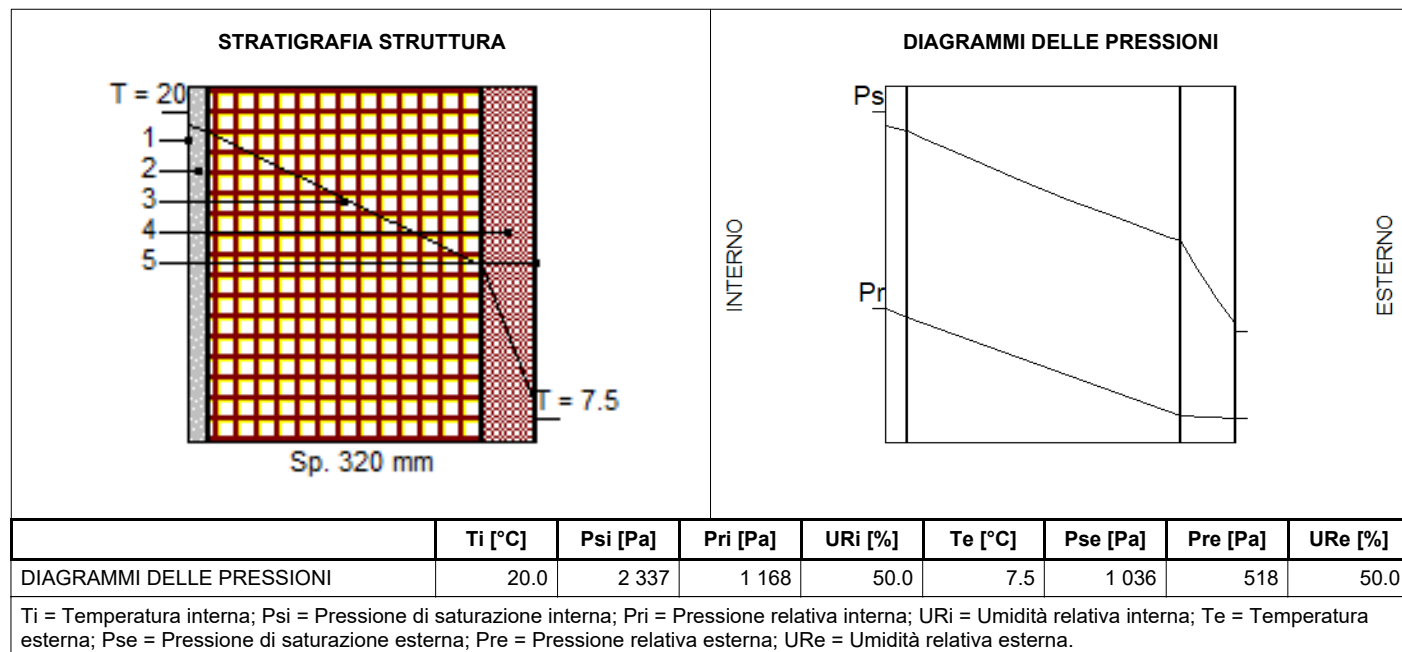 STRATIGRAFIA STRUTTURA
T = 20
1
2
3
4
5
T = 7.5
Sp. 320 mm
DIAGRAMMI DELLE PRESSIONI
Ps
Pr
INTERNO
ESTERNO
Ti [°C] Psi [Pa] Pri [Pa] URi [%] Te [°C] Pse [Pa] Pre [Pa] URe [%]
DIAGRAMMI DELLE PRESSIONI 20.0 2 337 1 168 50.0 7.5 1 036 518 50.0
Ti = Temperatura interna; Psi = Pressione di saturazione interna; Pri = Pressione relativa interna; URi = Umidità relativa interna; Te = Temperatura
esterna; Pse = Pressione di saturazione esterna; Pre = Pressione relativa esterna; URe = Umidità relativa esterna.